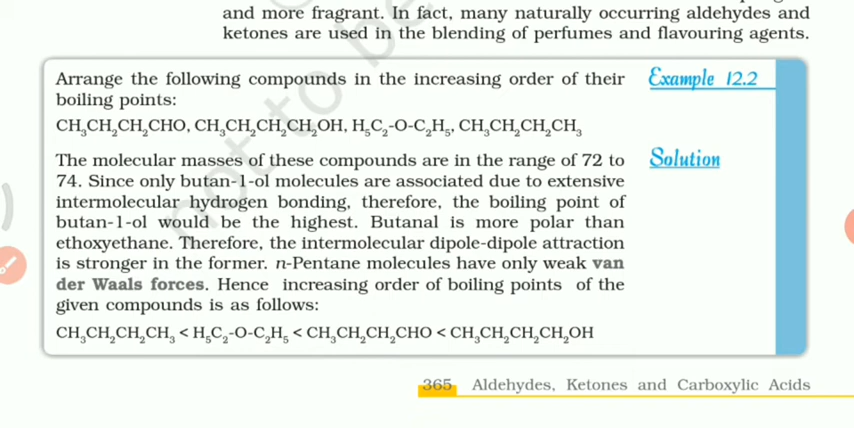 and more fragrant. In fact, many naturally occurring aldehydes and
ketones are used in the blending of perfumes and flavouring agents.
Arrange the following compounds in the increasing order of their
boiling points:
Example 12.2
CH₃CH₂CH₂CHO, CH₃CH₂CH₂CH₂OH, H₅C₂-O-C₂H₅, CH₃CH₂CH₂CH₃
The molecular masses of these compounds are in the range of 72 to
74. Since only butan-1-ol molecules are associated due to extensive
intermolecular hydrogen bonding, therefore, the boiling point of
butan-1-ol would be the highest. Butanal is more polar than
ethoxyethane. Therefore, the intermolecular dipole-dipole attraction
is stronger in the former. n-Pentane molecules have only weak van
der Waals forces. Hence increasing order of boiling points of the
given compounds is as follows:
Solution
CH₃CH₂CH₂CH₃ < H₅C₂-O-C₂H₅ < CH₃CH₂CH₂CHO < CH₃CH₂CH₂CH₂OH
365 Aldehydes, Ketones and Carboxylic Acids
not to be